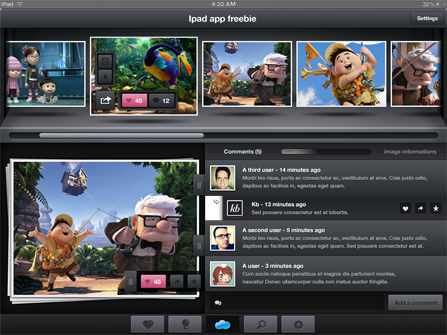 iPad
4:20 AM
32 %
Ipad app freebie
Settings
45
12
Comments (5)
image informations
A third user - 14 minutes ago
Morbi leo risus, porta ac consectetur ac, vestibulum at eros. Cras justo odio, dapibus ac facilisis in, egestas eget quam.
kb
Kb - 13 minutes ago
Sed posuere consectetur est at lobortis.
A second user - 5 minutes ago
Morbi leo risus, porta ac consectetur ac, vestibulum at eros. Cras justo odio, dapibus ac facilisis in, egestas eget quam.
A user - 3 minutes ago
Cum sociis natoque penatibus et magnis dis parturient montes, nascetur Donec ullamcorper nulla non metus auctor fringilla.
45
Add a comment